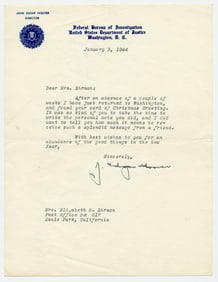 JOHN EDGAR HOOVER
DIRECTOR
Federal Bureau of Investigation
United States Department of Justice
Washington, D. C.
January 3, 1944
Dear Mrs. Ehrman:
After an absence of a couple of
weeks I have just returned to Washington,
and found your card of Christmas Greeting.
It was so kind of you to take the time to
write the personal note you did, and I did
want to tell you how much it means to re-
ceive such a splendid message from a friend.
With best wishes to you for an
abundance of the good things in the New
Year,
Sincerely,
J. Edgar Hoover
Mrs. Elizabeth B. Ehrman
Post Office Box 217
Park, California